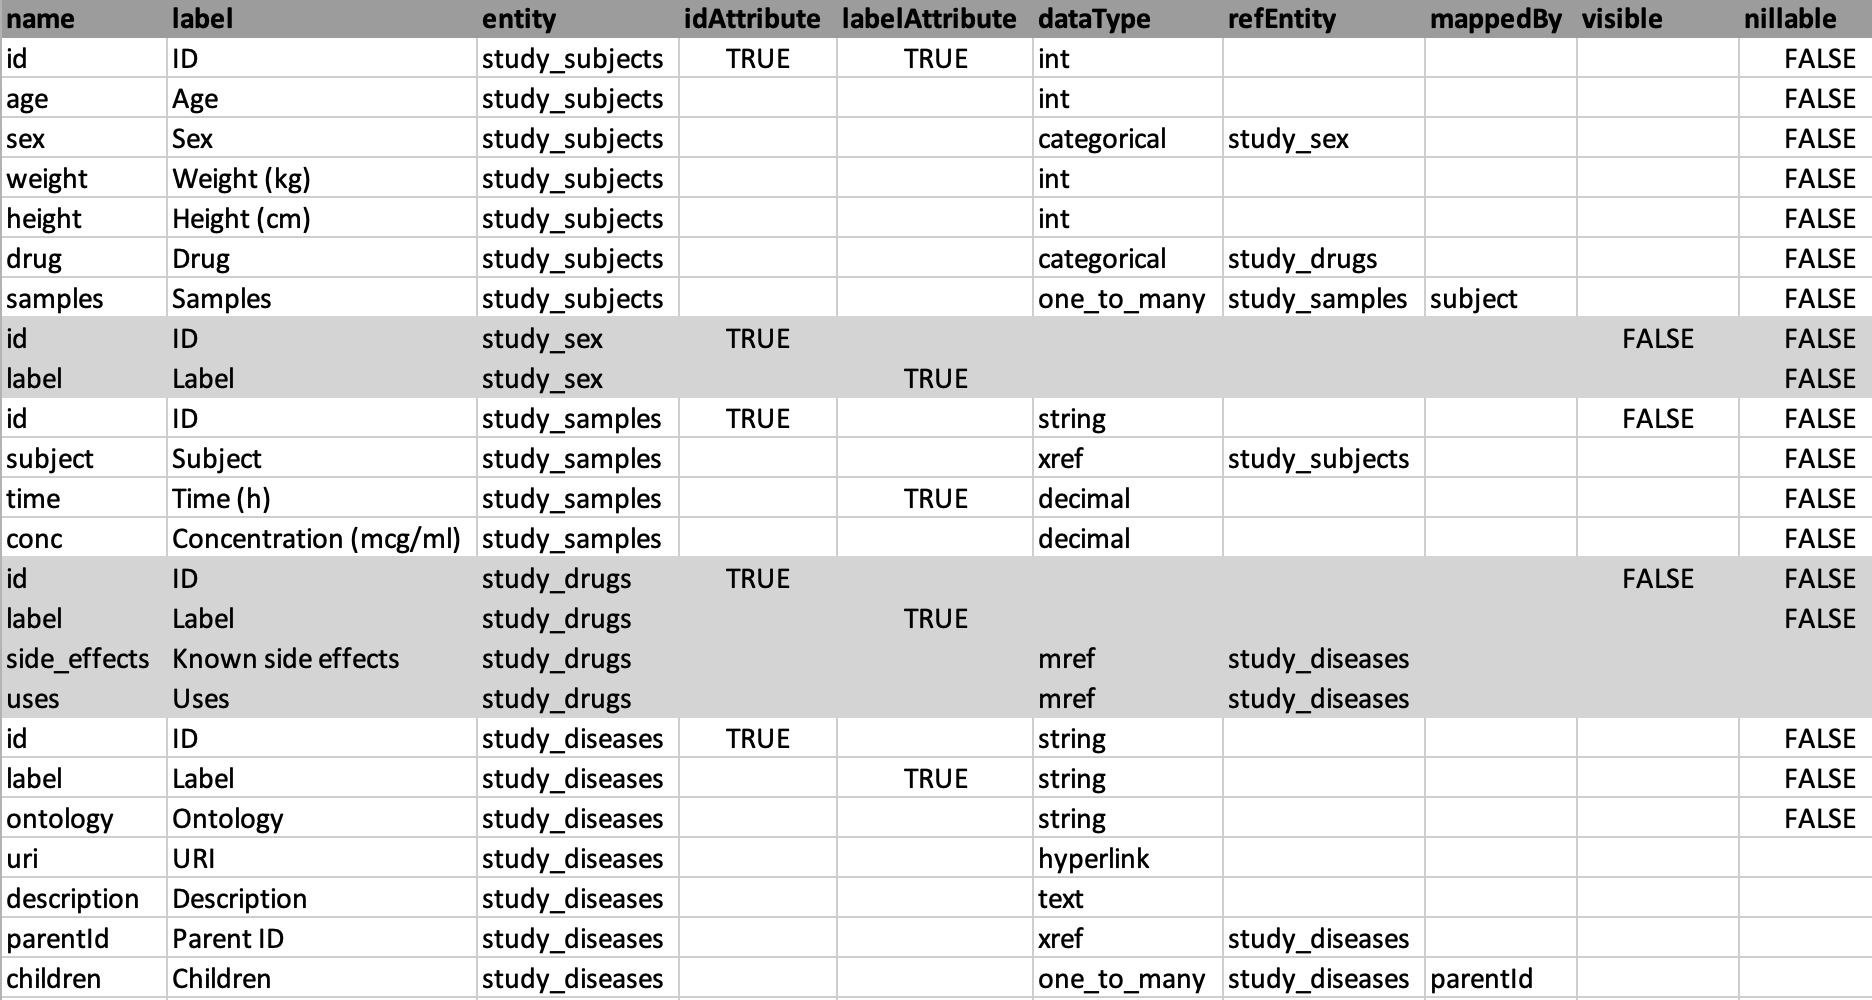 name label entity idAttribute labelAttribute dataType refEntity mappedBy visible nillable
id ID study_subjects TRUE TRUE int FALSE
age Age study_subjects int FALSE
sex Sex study_subjects categorical study_sex FALSE
weight Weight (kg) study_subjects int FALSE
height Height (cm) study_subjects int FALSE
drug Drug study_subjects categorical study_drugs FALSE
samples Samples study_subjects one_to_many study_samples subject FALSE
id ID study_sex TRUE FALSE FALSE
label Label study_sex TRUE FALSE
id ID study_samples TRUE string FALSE FALSE
subject Subject study_samples xref study_subjects FALSE
time Time (h) study_samples TRUE decimal FALSE
conc Concentration (mcg/ml) study_samples decimal FALSE
id ID study_drugs TRUE FALSE FALSE
label Label study_drugs TRUE FALSE
side_effects Known side effects study_drugs mref study_diseases
uses Uses study_drugs mref study_diseases
id ID study_diseases TRUE string FALSE
label Label study_diseases TRUE string FALSE
ontology Ontology study_diseases string FALSE
uri URI study_diseases hyperlink
description Description study_diseases text
parentId Parent ID study_diseases xref study_diseases
children Children study_diseases one_to_many study_diseases parentId